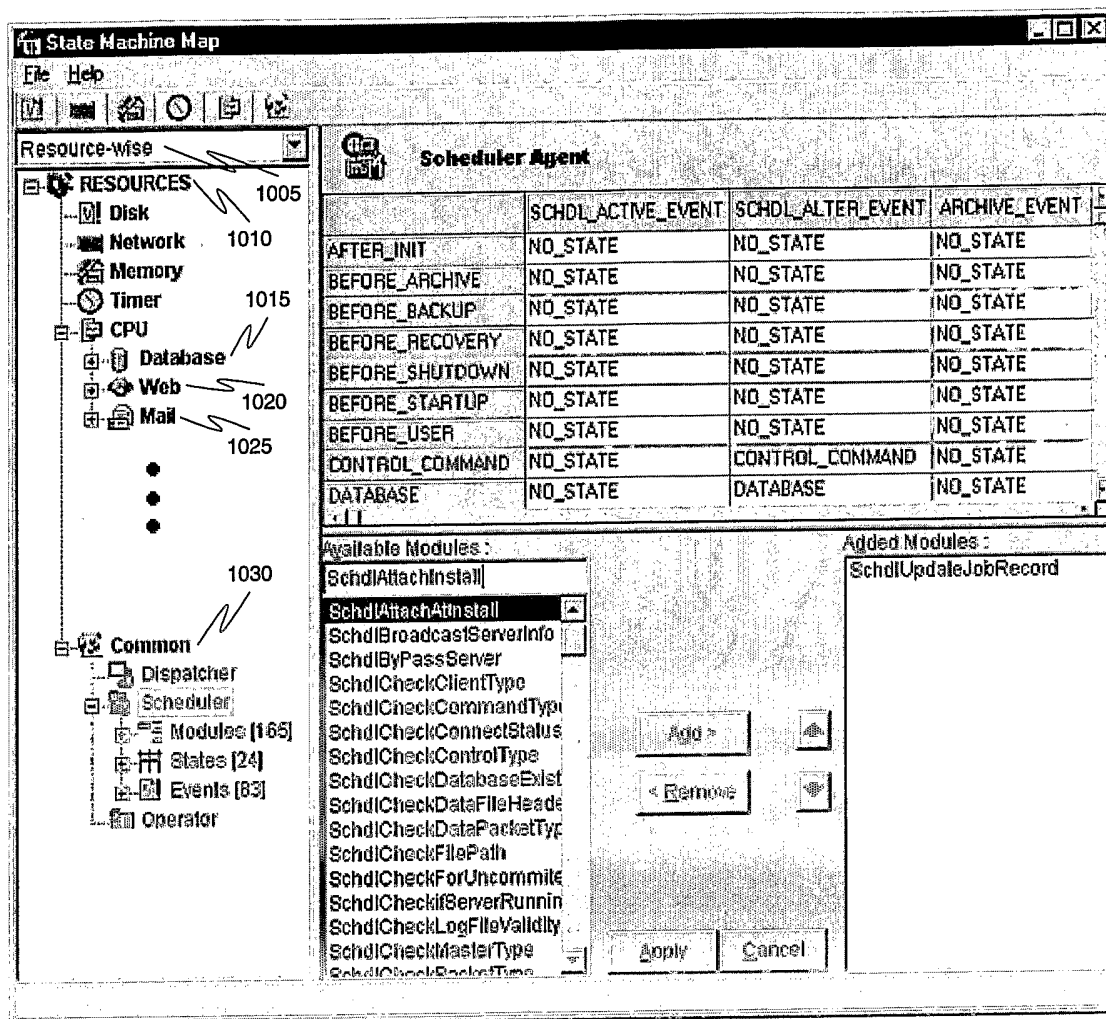 State Machine Map
File Help
Resource-wise
1005
RESOURCES
Disk
Network
1010
Memory
Timer
1015
CPU
Database
Web
1020
Mail
1025
1030
Common
Dispatcher
Scheduler
Modules [165]
States [24]
Events [83]
Operator
Scheduler Agent
SCHDL_ACTIVE_EVENT SCHDL_ALTER_EVENT ARCHIVE_EVENT
AFTER_INIT NO_STATE NO_STATE NO_STATE
BEFORE_ARCHIVE NO_STATE NO_STATE NO_STATE
BEFORE_BACKUP NO_STATE NO_STATE NO_STATE
BEFORE_RECOVERY NO_STATE NO_STATE NO_STATE
BEFORE_SHUTDOWN NO_STATE NO_STATE NO_STATE
BEFORE_STARTUP NO_STATE NO_STATE NO_STATE
BEFORE_USER NO_STATE NO_STATE NO_STATE
CONTROL_COMMAND NO_STATE CONTROL_COMMAND NO_STATE
DATABASE NO_STATE DATABASE NO_STATE
Available Modules :
SchdlAttachInstall
SchdlAttachAtInstall
SchdlBroadcastServerInfo
SchdlByPassServer
SchdlCheckClientType
SchdlCheckCommandType
SchdlCheckConnectStatus
SchdlCheckControlType
SchdlCheckDatabaseExist
SchdlCheckDataFileHeade
SchdlCheckDataPacketTyp
SchdlCheckFilePath
SchdlCheckForUncommite
SchdlCheckifServerRunnin
SchdlCheckLogFileValidity
SchdlCheckMasterType
SchdlCheckPacketType
Add >
< Remove
Apply
Cancel
Added Modules :
SchdlUpdateJobRecord